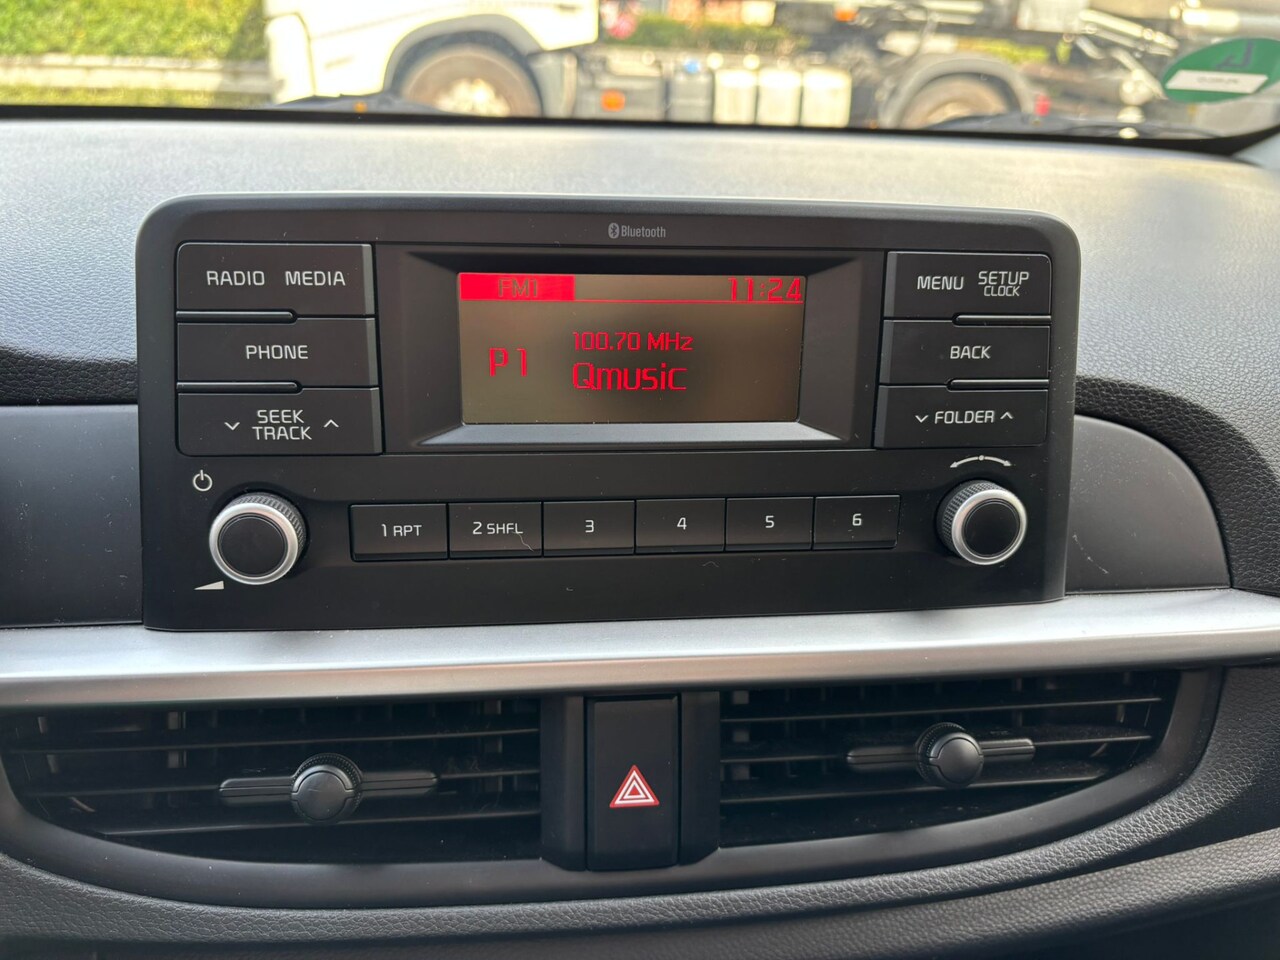 Bluetooth
RADIO MEDIA
PHONE
SEEK
TRACK
FM1 11:24
100.70 MHz
P1
Qmusic
MENU SETUP
CLOCK
BACK
FOLDER
1 RPT
2 SHFL
3
4
5
6